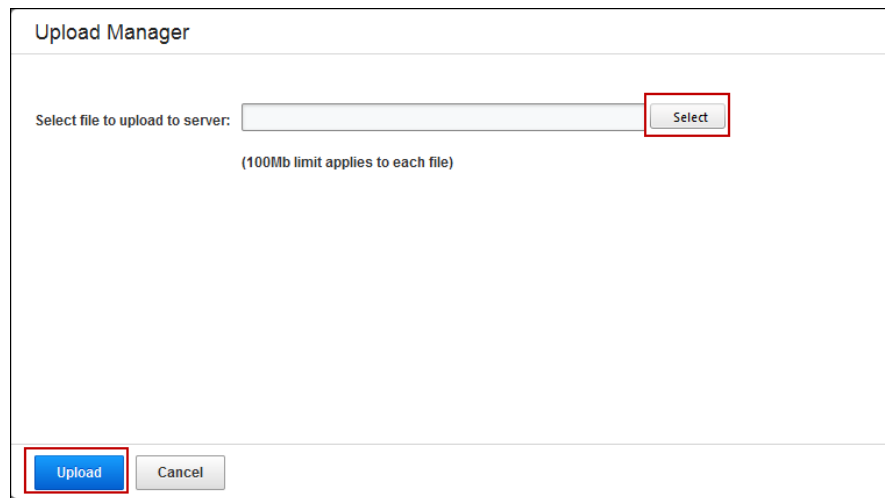 Upload Manager
Select file to upload to server:
Select
(100Mb limit applies to each file)
Upload
Cancel